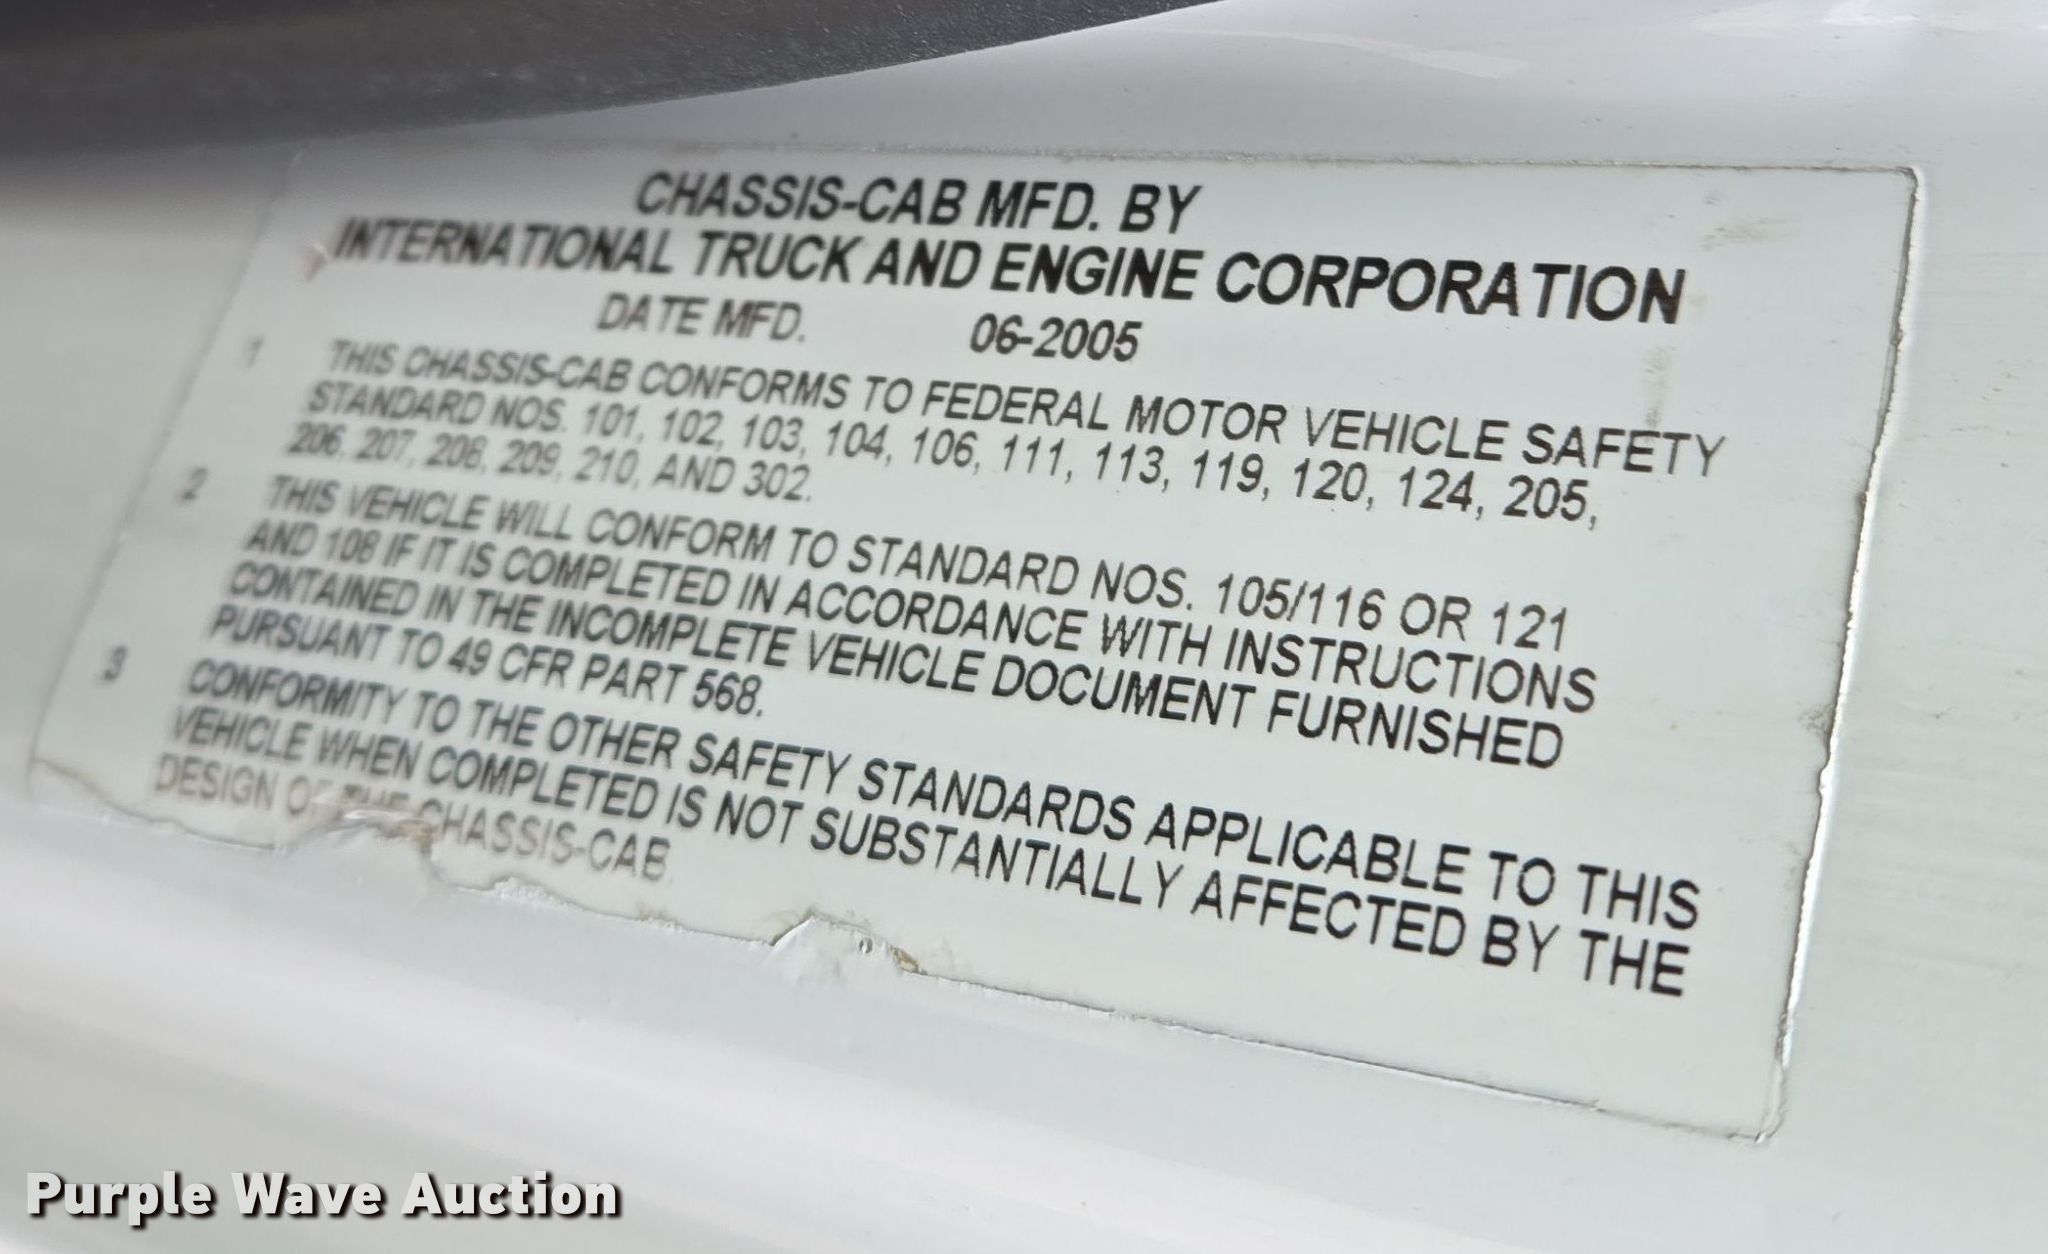 CHASSIS-CAB MFD. BY
INTERNATIONAL TRUCK AND ENGINE CORPORATION
DATE MFD. 06-2005
1 THIS CHASSIS-CAB CONFORMS TO FEDERAL MOTOR VEHICLE SAFETY
STANDARD NOS. 101, 102, 103, 104, 106, 111, 113, 119, 120, 124, 205,
206, 207, 208, 209, 210, AND 302.
2 THIS VEHICLE WILL CONFORM TO STANDARD NOS. 105/116 OR 121
AND 108 IF IT IS COMPLETED IN ACCORDANCE WITH INSTRUCTIONS
CONTAINED IN THE INCOMPLETE VEHICLE DOCUMENT FURNISHED
PURSUANT TO 49 CFR PART 568.
3 CONFORMITY TO THE OTHER SAFETY STANDARDS APPLICABLE TO THIS
VEHICLE WHEN COMPLETED IS NOT SUBSTANTIALLY AFFECTED BY THE
DESIGN OF THE CHASSIS-CAB.
Purple Wave Auction